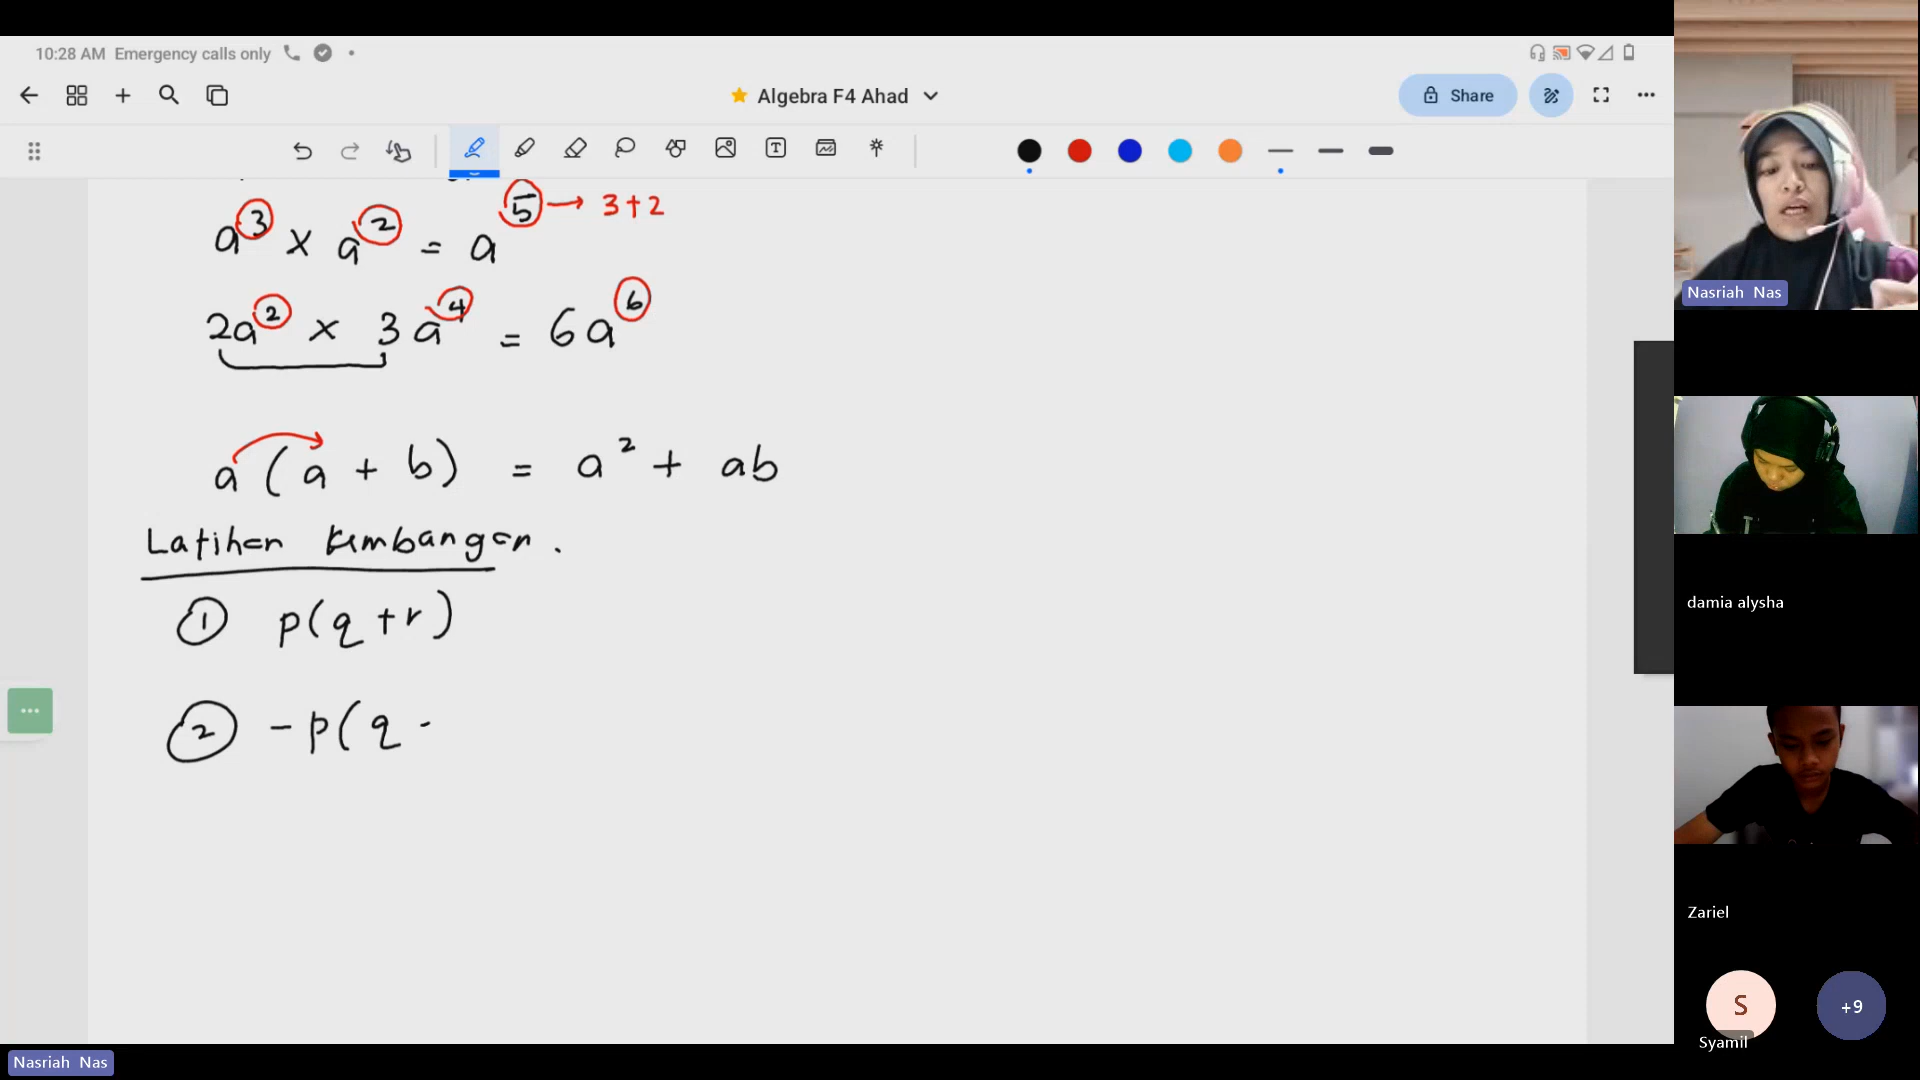 10:28 AM Emergency calls only
Algebra F4 Ahad
Share
a³ × a² = a⁵ → 3+2
2a² × 3a⁴ = 6a⁶
a(a + b) = a² + ab
Latihan Kembangan.
① p(q + r)
② -p(q -
Nasriah Nas
damia alysha
Zariel
S
+9
Syamil
Nasriah Nas